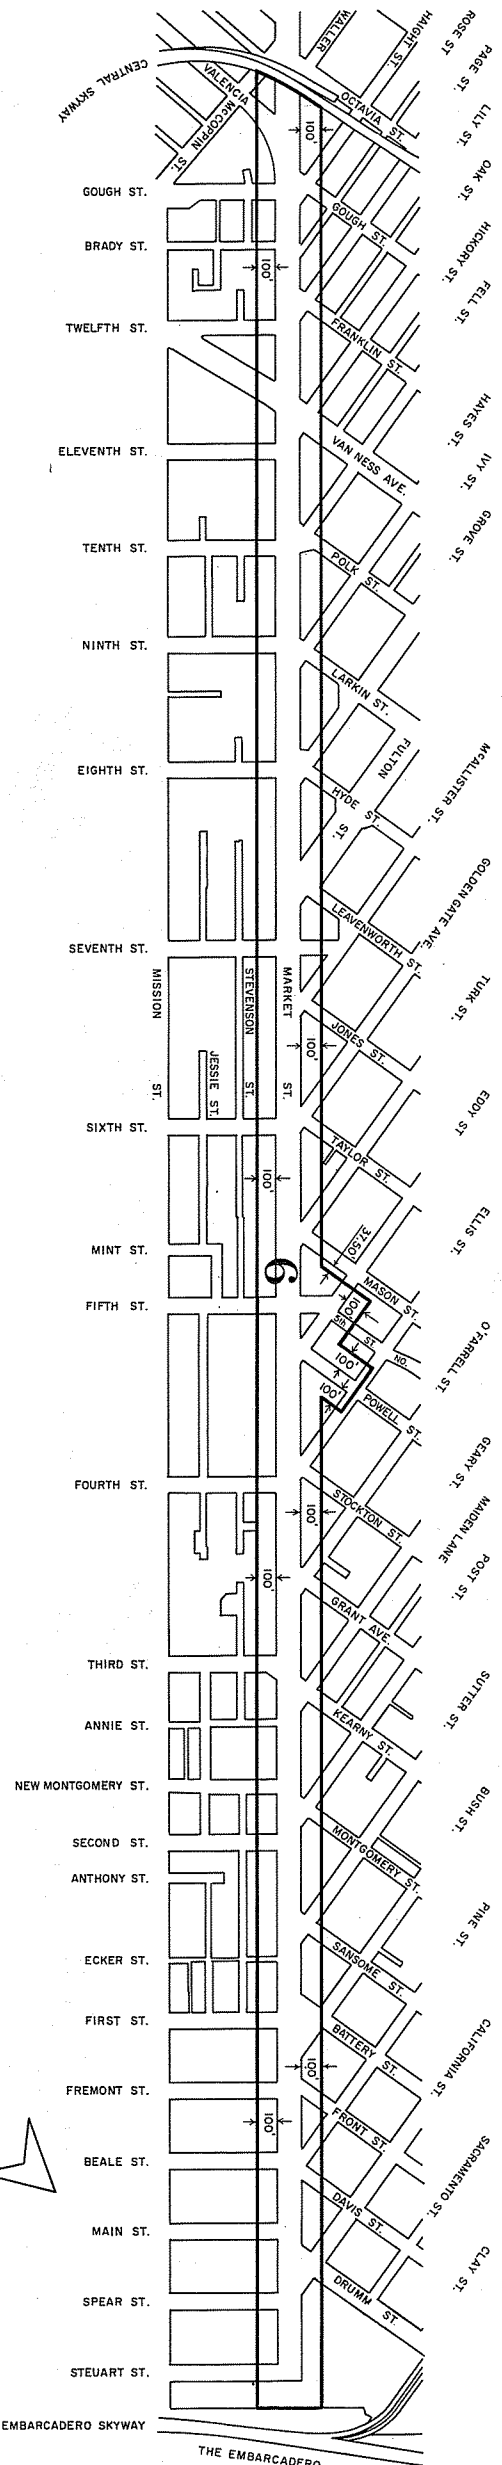 WALLER
HAIGHT ST.
ROSE ST
PAGE ST.
LILY ST.
OAK ST.
HICKORY ST.
FELL ST.
HAYES ST.
IVY ST.
GROVE ST.
CENTRAL SKYWAY
VALENCIA
McCOPPIN ST.
OCTAVIA ST.
100'
GOUGH ST.
GOUGH ST.
BRADY ST.
100'
TWELFTH ST.
FRANKLIN ST.
ELEVENTH ST.
VAN NESS AVE.
TENTH ST.
POLK ST.
NINTH ST.
LARKIN ST.
EIGHTH ST.
FULTON ST.
HYDE ST.
McALLISTER ST.
GOLDEN GATE AVE.
LEAVENWORTH ST.
SEVENTH ST.
MISSION ST.
STEVENSON ST.
MARKET ST.
TURK ST.
JONES ST.
100'
JESSIE ST.
EDDY ST
SIXTH ST.
TAYLOR ST.
100'
ELLIS ST.
MINT ST.
37.50'
6
MASON ST.
100'
FIFTH ST.
5th ST. NO.
O'FARRELL ST.
100'
100'
POWELL ST.
GEARY ST.
FOURTH ST.
STOCKTON ST.
MAIDEN LANE
100'
POST ST.
100'
GRANT AVE.
THIRD ST.
SUTTER ST.
ANNIE ST.
KEARNY ST.
NEW MONTGOMERY ST.
BUSH ST.
SECOND ST.
MONTGOMERY ST.
ANTHONY ST.
PINE ST.
ECKER ST.
SANSOME ST.
FIRST ST.
BATTERY ST.
CALIFORNIA ST.
100'
FREMONT ST.
100'
FRONT ST.
BEALE ST.
SACRAMENTO ST.
MAIN ST.
DAVIS ST.
CLAY ST.
SPEAR ST.
DRUMM ST.
STEUART ST.
EMBARCADERO SKYWAY
THE EMBARCADERO